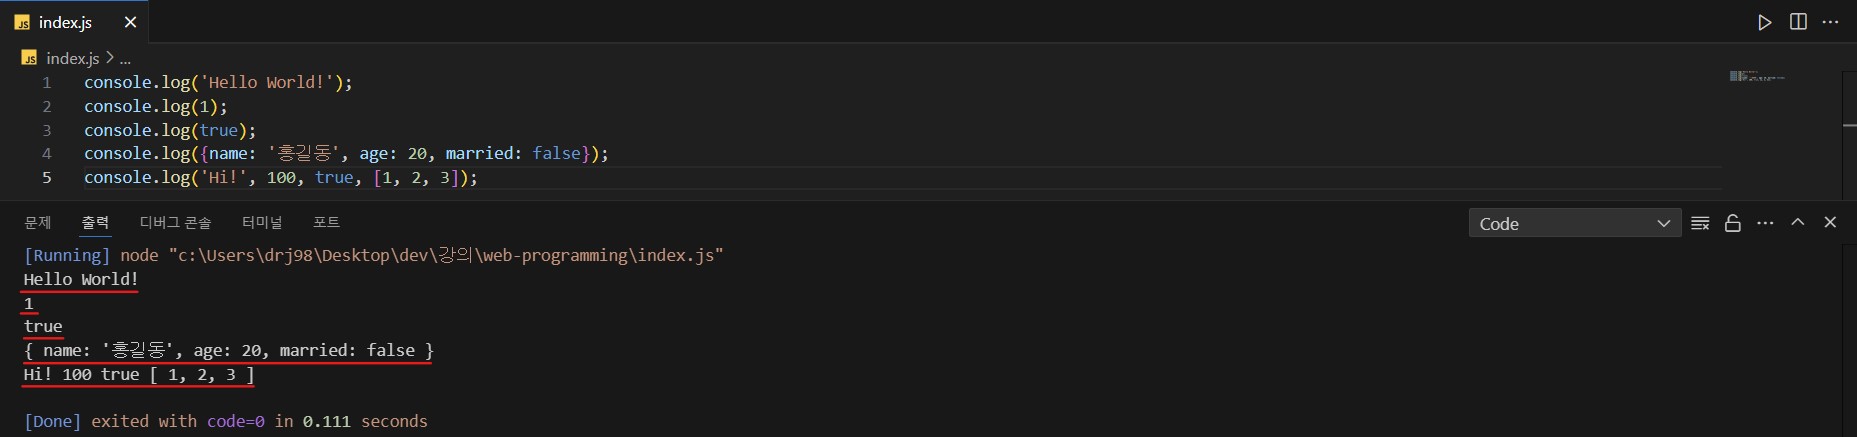 JS index.js
JS index.js > ...
1 console.log('Hello World!');
2 console.log(1);
3 console.log(true);
4 console.log({name: '홍길동', age: 20, married: false});
5 console.log('Hi!', 100, true, [1, 2, 3]);
문제 출력 디버그 콘솔 터미널 포트 Code
[Running] node "c:\Users\drj98\Desktop\dev\강의\web-programming\index.js"
Hello World!
1
true
{ name: '홍길동', age: 20, married: false }
Hi! 100 true [ 1, 2, 3 ]
[Done] exited with code=0 in 0.111 seconds